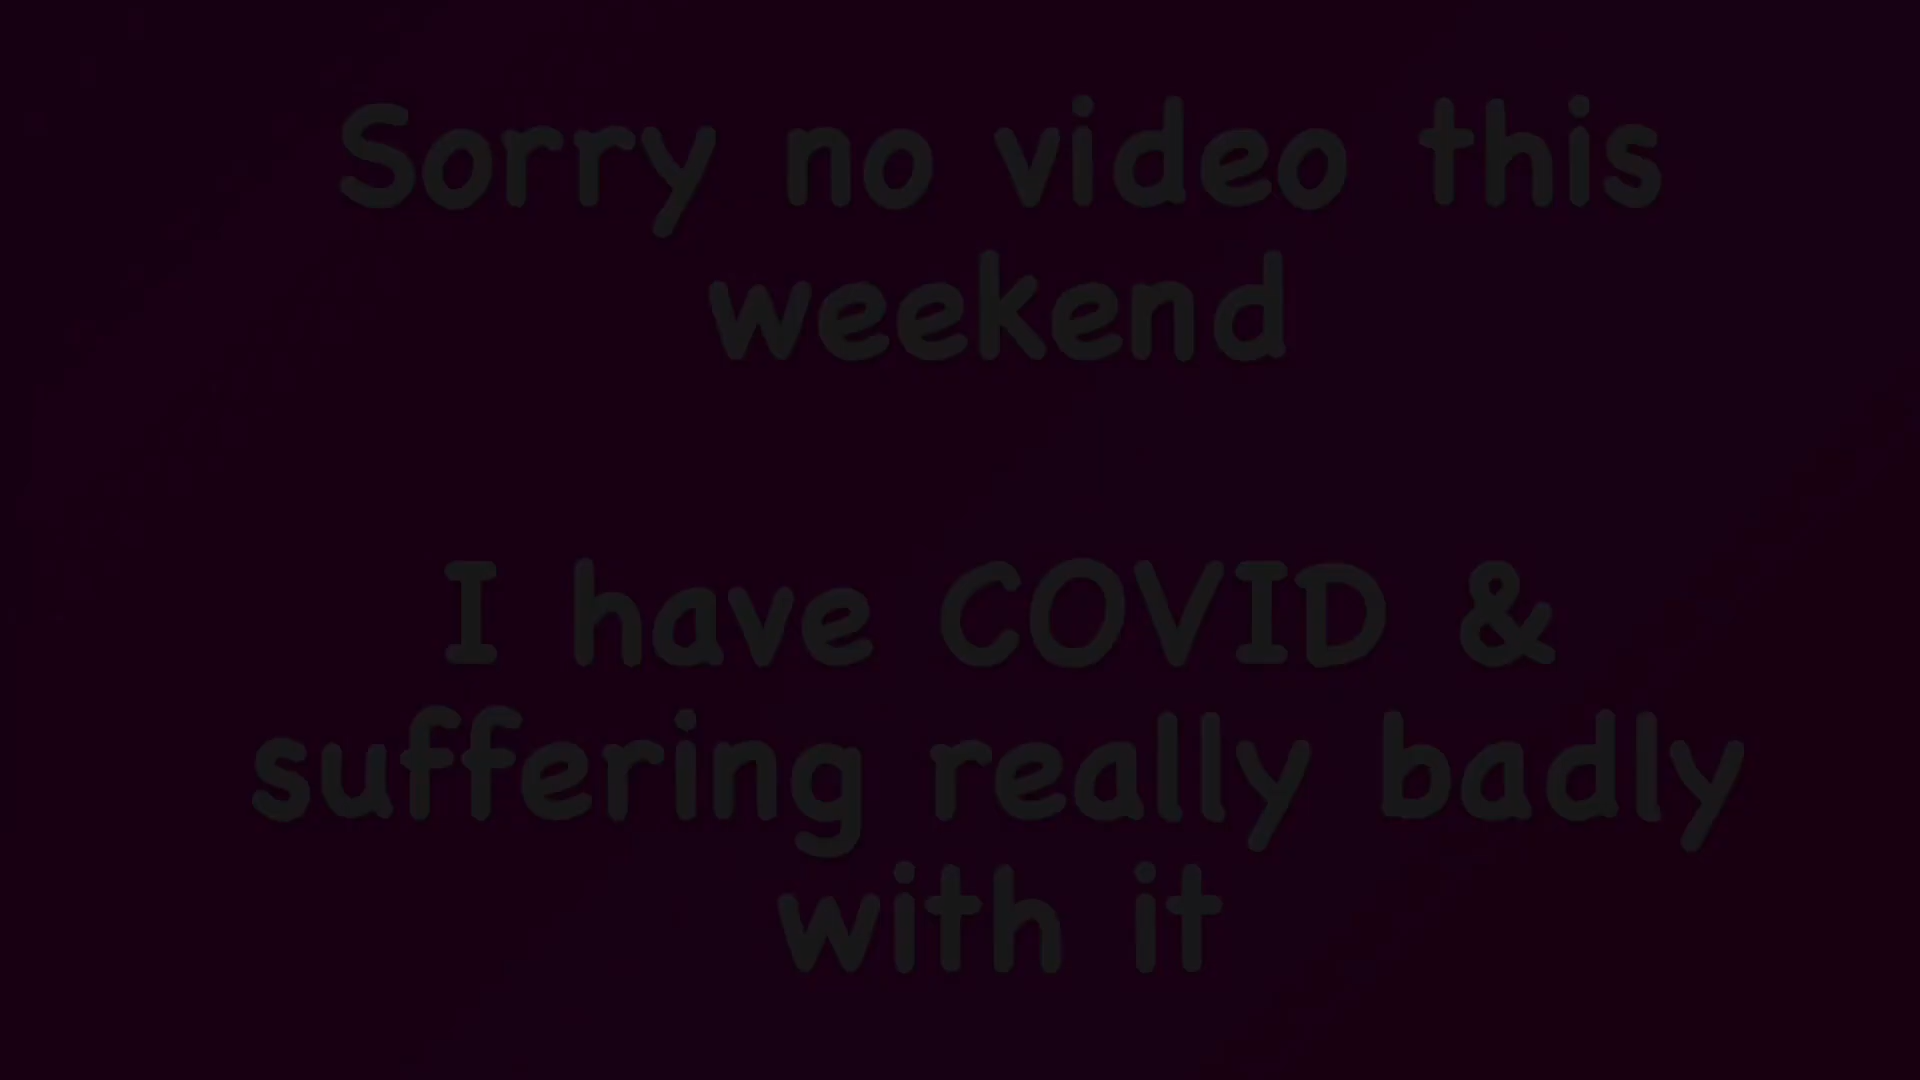 Sorry no video this
weekend
I have COVID &
suffering really badly
with it